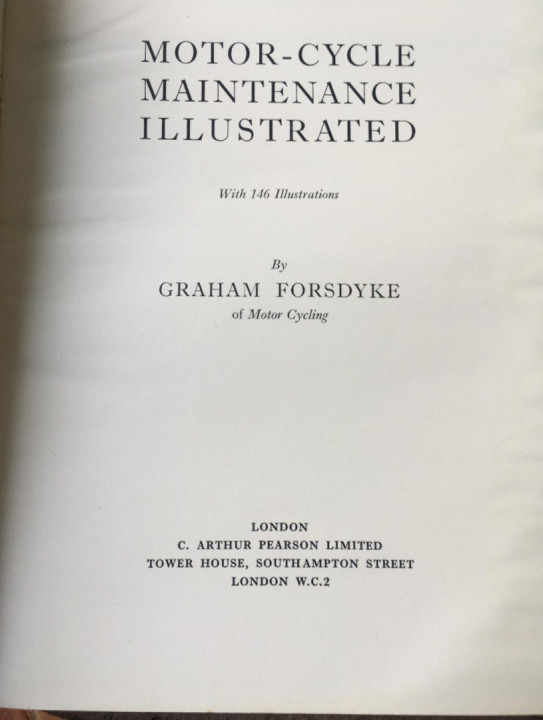 MOTOR-CYCLE
MAINTENANCE
ILLUSTRATED
With 146 Illustrations
By
GRAHAM FORSDYKE
of Motor Cycling
LONDON
C. ARTHUR PEARSON LIMITED
TOWER HOUSE, SOUTHAMPTON STREET
LONDON W.C.2